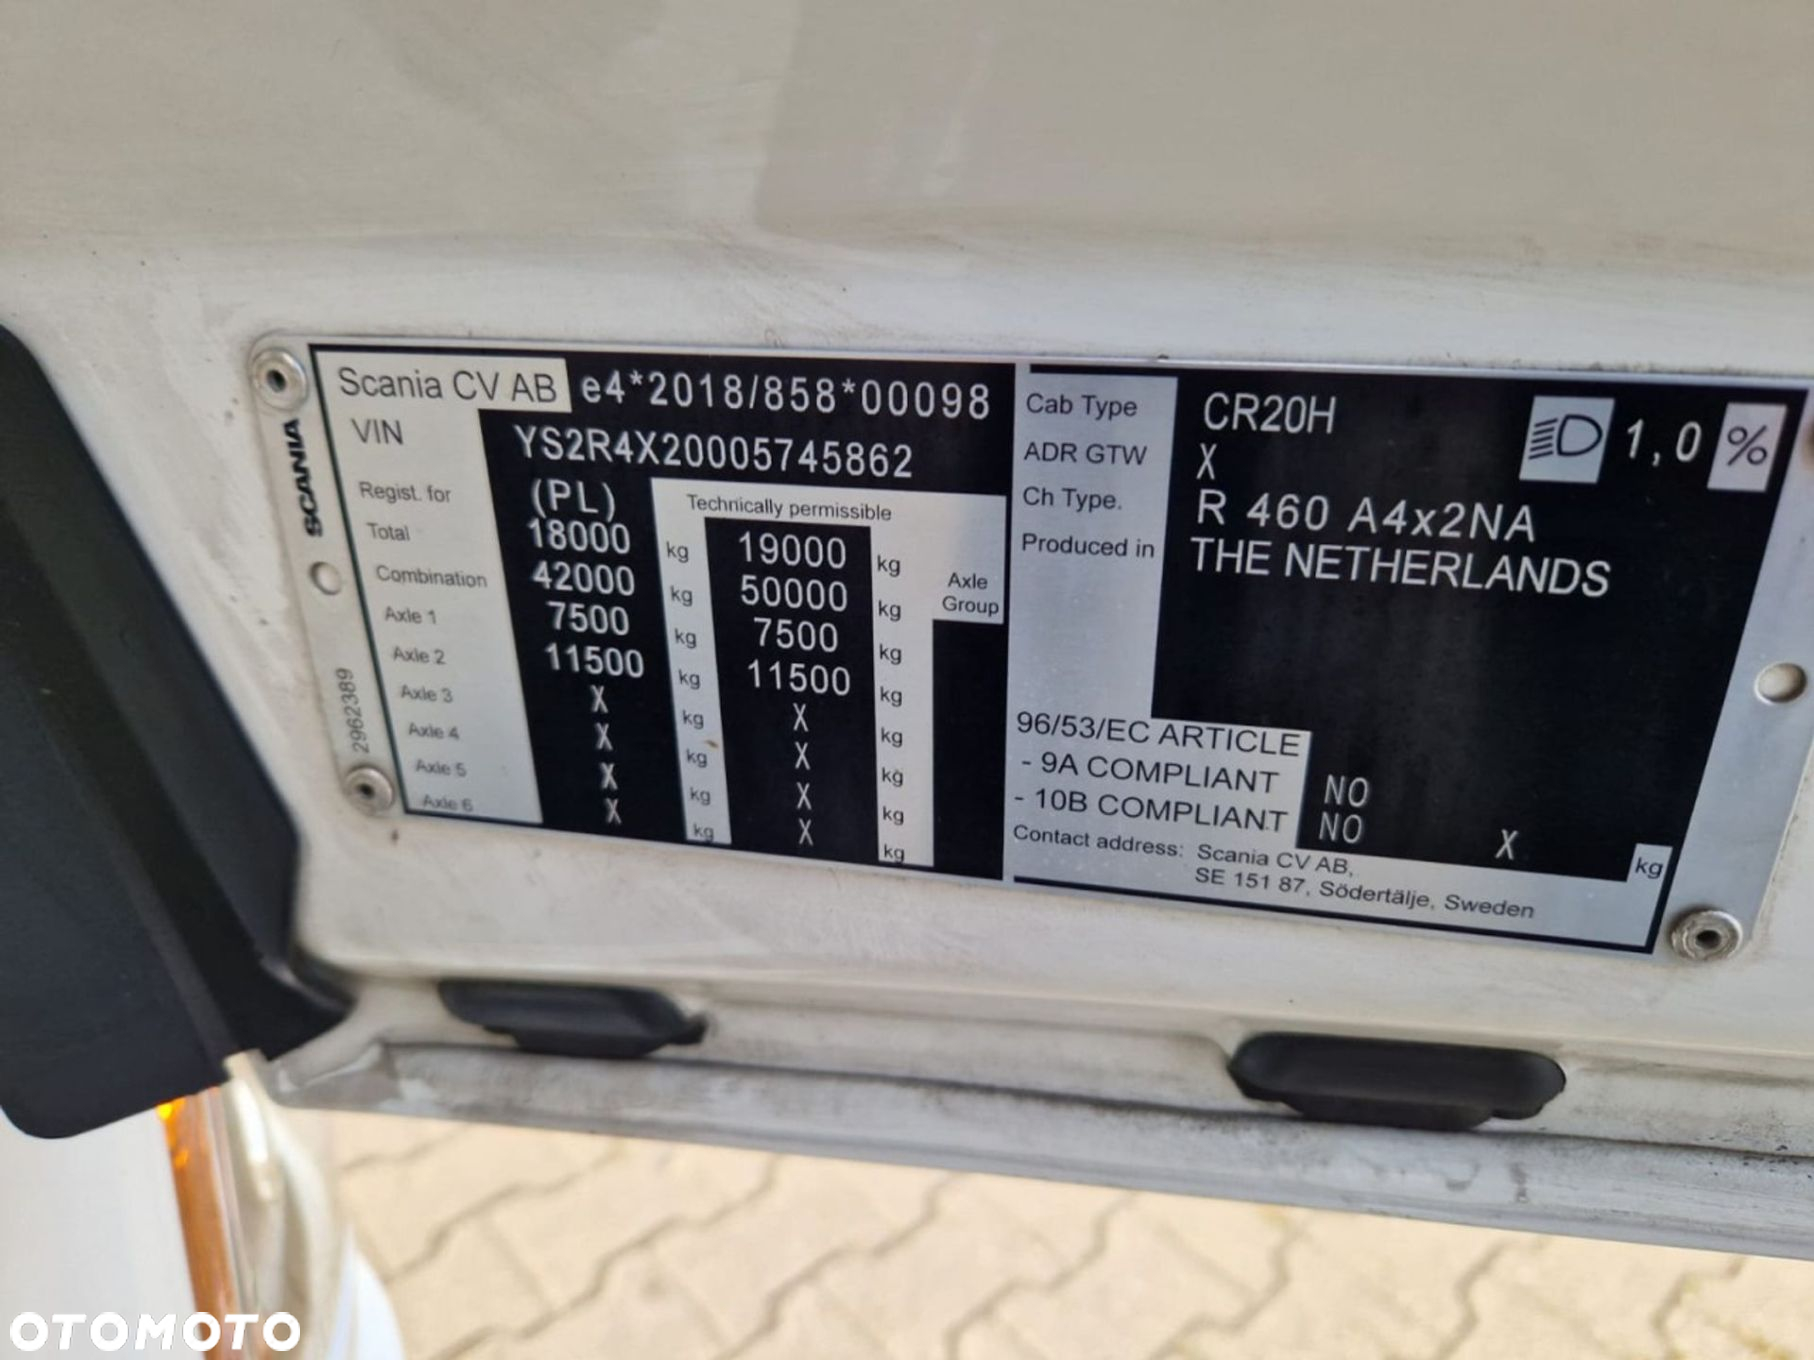 Scania CV AB e4*2018/858*00098
VIN YS2R4X20005745862
Regist. for (PL) Technically permissible
Total 18000 kg 19000 kg
Combination 42000 kg 50000 kg Axle Group
Axle 1 7500 kg 7500 kg
Axle 2 11500 kg 11500 kg
Axle 3 X kg X kg
Axle 4 X kg X kg
Axle 5 X kg X kg
Axle 6 X kg X kg
SCANIA
2962389
Cab Type CR20H 1,0 %
ADR GTW X
Ch Type. R 460 A4x2NA
Produced in THE NETHERLANDS
96/53/EC ARTICLE
- 9A COMPLIANT NO
- 10B COMPLIANT NO X kg
Contact address: Scania CV AB,
SE 151 87, Södertälje, Sweden
OTOMOTO